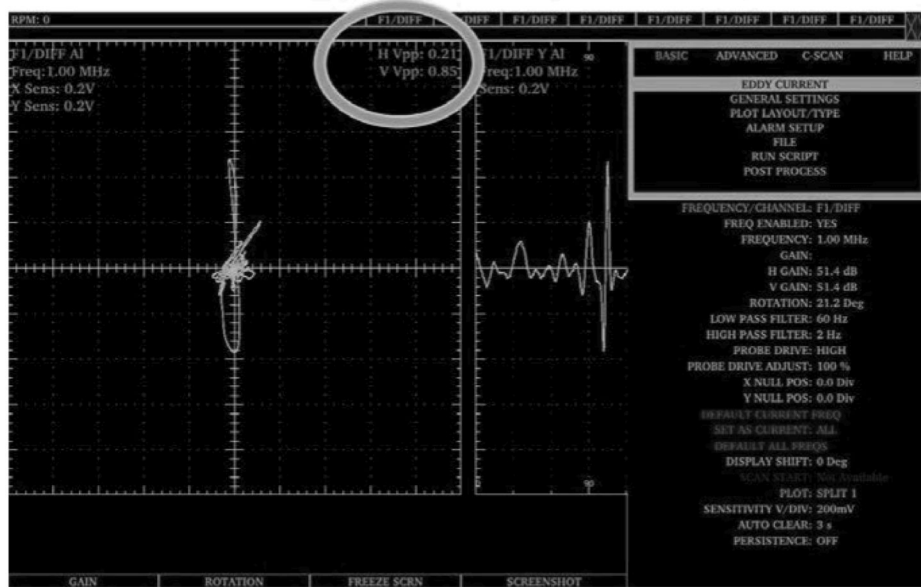 RPM: 0
F1/DIFF DIFF F1/DIFF F1/DIFF F1/DIFF F1/DIFF F1/DIFF F1/DIFF
F1/DIFF Al
Freq:1.00 MHz
X Sens: 0.2V
Y Sens: 0.2V
H Vpp: 0.21
V Vpp: 0.85
F1/DIFF Y Al
Freq:1.00 MHz
Sens: 0.2V
90
0
90
BASIC ADVANCED C-SCAN HELP
EDDY CURRENT
GENERAL SETTINGS
PLOT LAYOUT/TYPE
ALARM SETUP
FILE
RUN SCRIPT
POST PROCESS
FREQUENCY/CHANNEL: F1/DIFF
FREQ ENABLED: YES
FREQUENCY: 1.00 MHz
GAIN:
H GAIN: 51.4 dB
V GAIN: 51.4 dB
ROTATION: 21.2 Deg
LOW PASS FILTER: 60 Hz
HIGH PASS FILTER: 2 Hz
PROBE DRIVE: HIGH
PROBE DRIVE ADJUST: 100 %
X NULL POS: 0.0 Div
Y NULL POS: 0.0 Div
DEFAULT CURRENT FREQ
SET AS CURRENT: ALL
DEFAULT ALL FREQS
DISPLAY SHIFT: 0 Deg
SCAN START: Not Available
PLOT: SPLIT 1
SENSITIVITY V/DIV: 200mV
AUTO CLEAR: 3 s
PERSISTENCE: OFF
GAIN ROTATION FREEZE SCRN SCREENSHOT